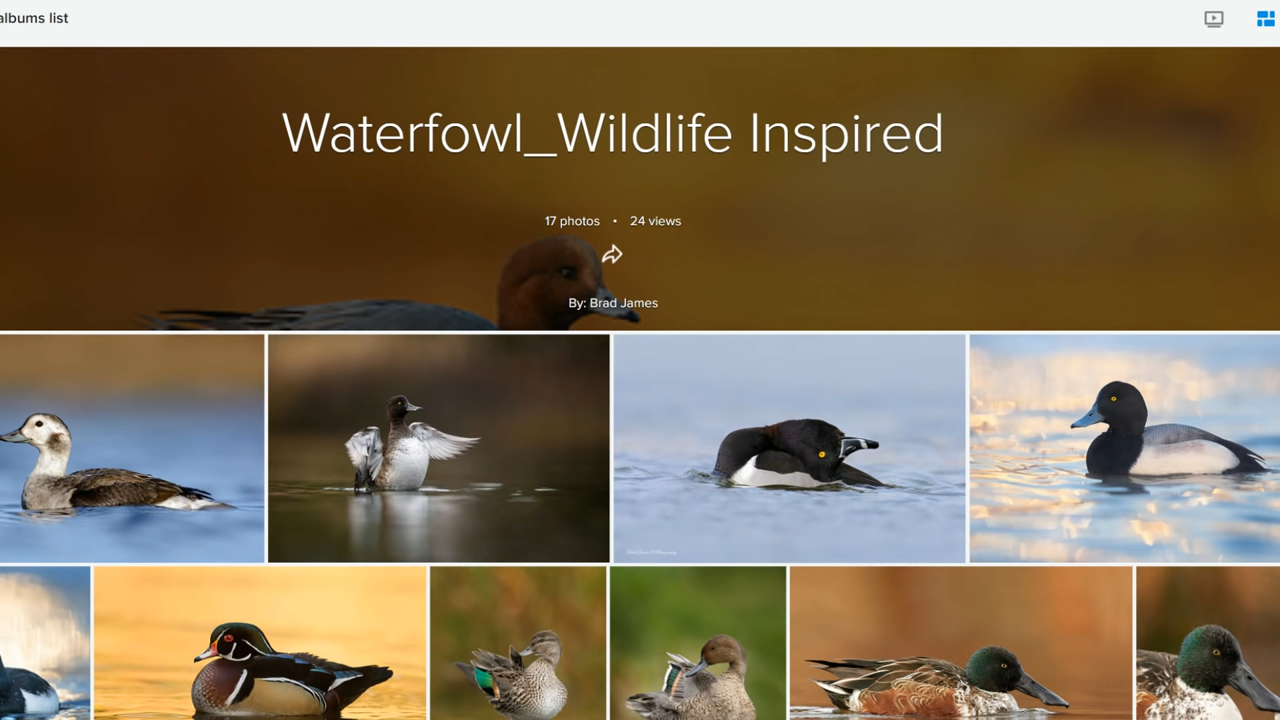 albums list
Waterfowl_Wildlife Inspired
17 photos • 24 views
By: Brad James